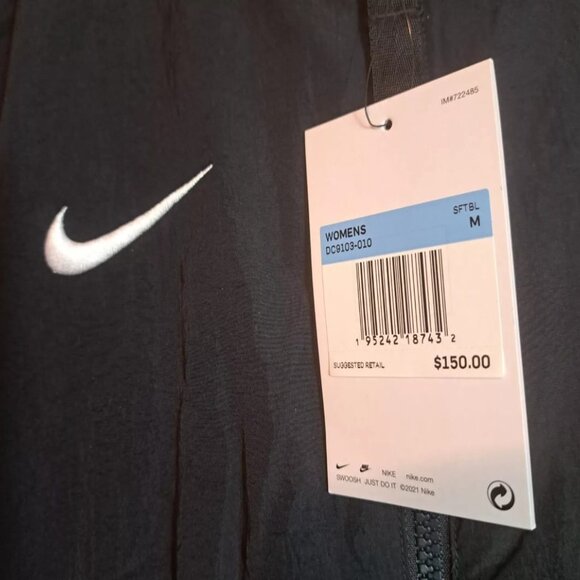 IM#722485
WOMENS SFTBL
DC9103-010 M
1 95242 18743 2
SUGGESTED RETAIL $150.00
NIKE nike.com
SWOOSH JUST DO IT ©2021 Nike